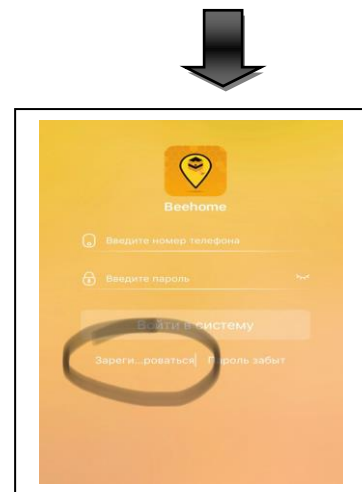 Beehome
Введите номер телефона
Введите пароль
Войти в систему
Зареги...роваться Пароль забыт